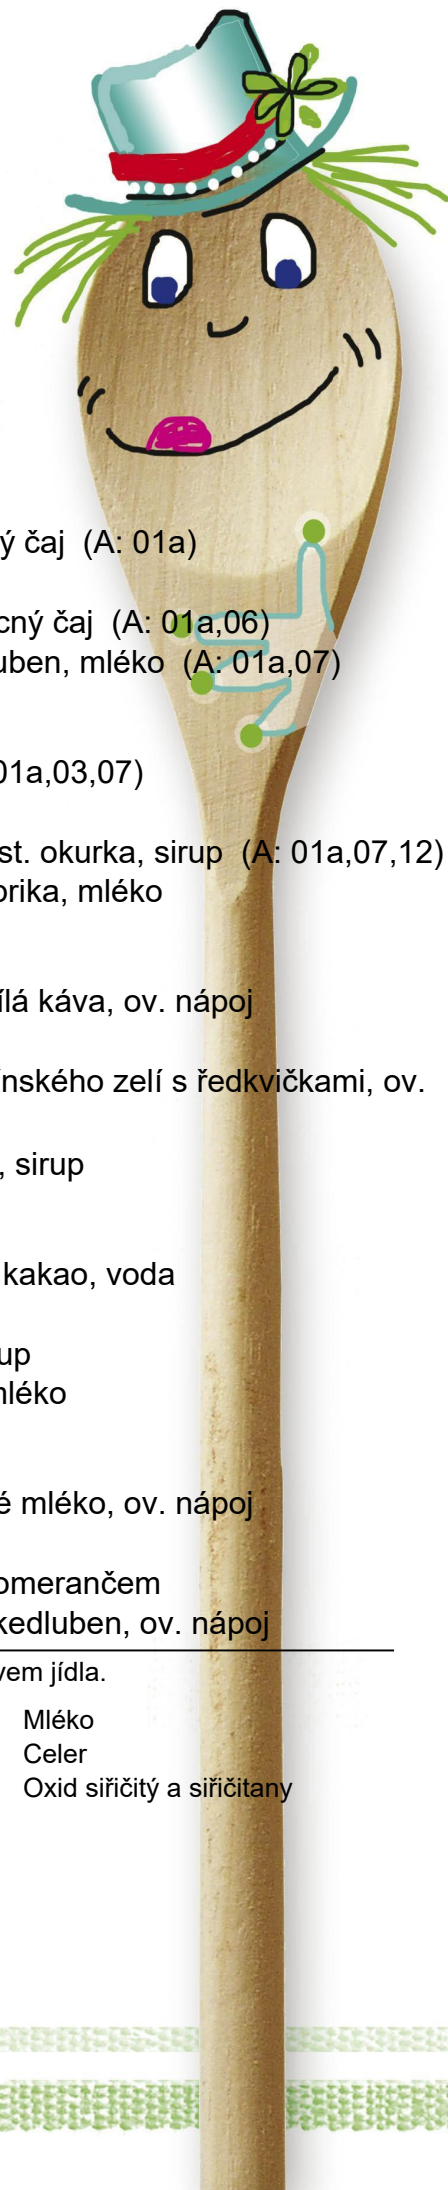 ý čaj (A: 01a)
cný čaj (A: 01a,06)
uben, mléko (A: 01a,07)
01a,03,07)
st. okurka, sirup (A: 01a,07,12)
prika, mléko
ílá káva, ov. nápoj
ínského zelí s ředkvičkami, ov.
, sirup
kakao, voda
up
mléko
é mléko, ov. nápoj
omerančem
kedluben, ov. nápoj
vem jídla.
Mléko
Celer
Oxid siřičitý a siřičitany